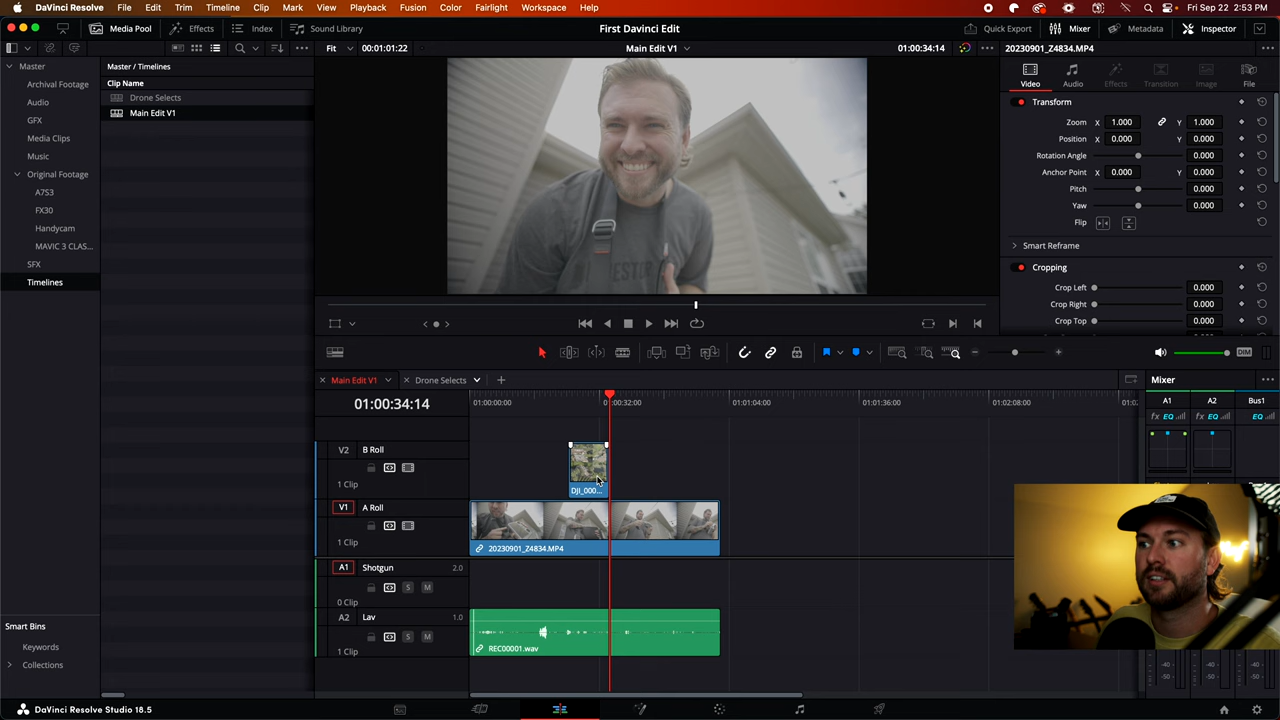 DaVinci Resolve File Edit Trim Timeline Clip Mark View Playback Fusion Color Fairlight Workspace Help Fri Sep 22 2:53 PM
Media Pool Effects Index Sound Library First Davinci Edit Quick Export Mixer Metadata Inspector
Fit 00:01:01:22 Main Edit V1 01:00:34:14 20230901_Z4834.MP4
Master Master / Timelines
Clip Name
Archival Footage
Audio
GFX
Media Clips
Music
Original Footage
A7S3
FX30
Handycam
MAVIC 3 CLAS...
SFX
Timelines
Drone Selects
Main Edit V1
Video Audio Effects Transition Image File
Transform
Zoom X 1.000 Y 1.000
Position X 0.000 Y 0.000
Rotation Angle 0.000
Anchor Point X 0.000 Y 0.000
Pitch 0.000
Yaw 0.000
Flip
Smart Reframe
Cropping
Crop Left 0.000
Crop Right 0.000
Crop Top 0.000
DIM
Main Edit V1 Drone Selects Mixer
01:00:34:14 01:00:00:00 01:00:32:00 01:01:04:00 01:01:36:00 01:02:08:00
A1 A2 Bus1
fx EQ fx EQ EQ
V2 B Roll
1 Clip
DJI_000...
V1 A Roll
1 Clip
20230901_Z4834.MP4
A1 Shotgun 2.0
S M
0 Clip
A2 Lav 1.0
S M
1 Clip
REC00001.wav
Smart Bins
Keywords
Collections
-40 -40 -40
DaVinci Resolve Studio 18.5